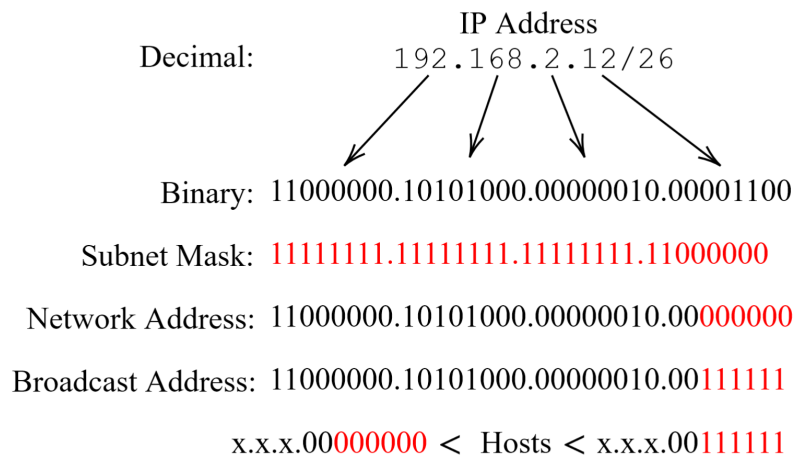 IP Address
Decimal: 192.168.2.12/26
Binary: 11000000.10101000.00000010.00001100
Subnet Mask: 11111111.11111111.11111111.11000000
Network Address: 11000000.10101000.00000010.00000000
Broadcast Address: 11000000.10101000.00000010.00111111
x.x.x.00000000 < Hosts < x.x.x.00111111